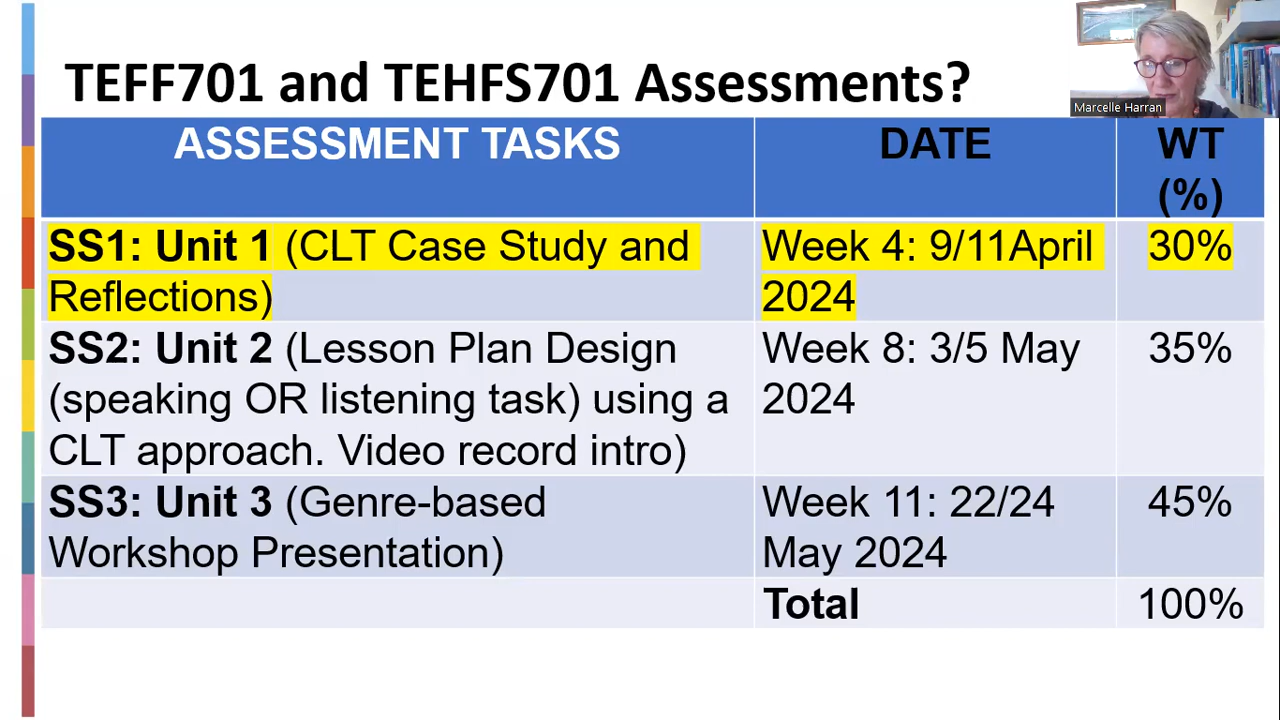 TEFF701 and TEHFS701 Assessments?
Marcelle Harran
ASSESSMENT TASKS DATE WT
(%)
SS1: Unit 1 (CLT Case Study and Week 4: 9/11April 30%
Reflections) 2024
SS2: Unit 2 (Lesson Plan Design Week 8: 3/5 May 35%
(speaking OR listening task) using a 2024
CLT approach. Video record intro)
SS3: Unit 3 (Genre-based Week 11: 22/24 45%
Workshop Presentation) May 2024
Total 100%